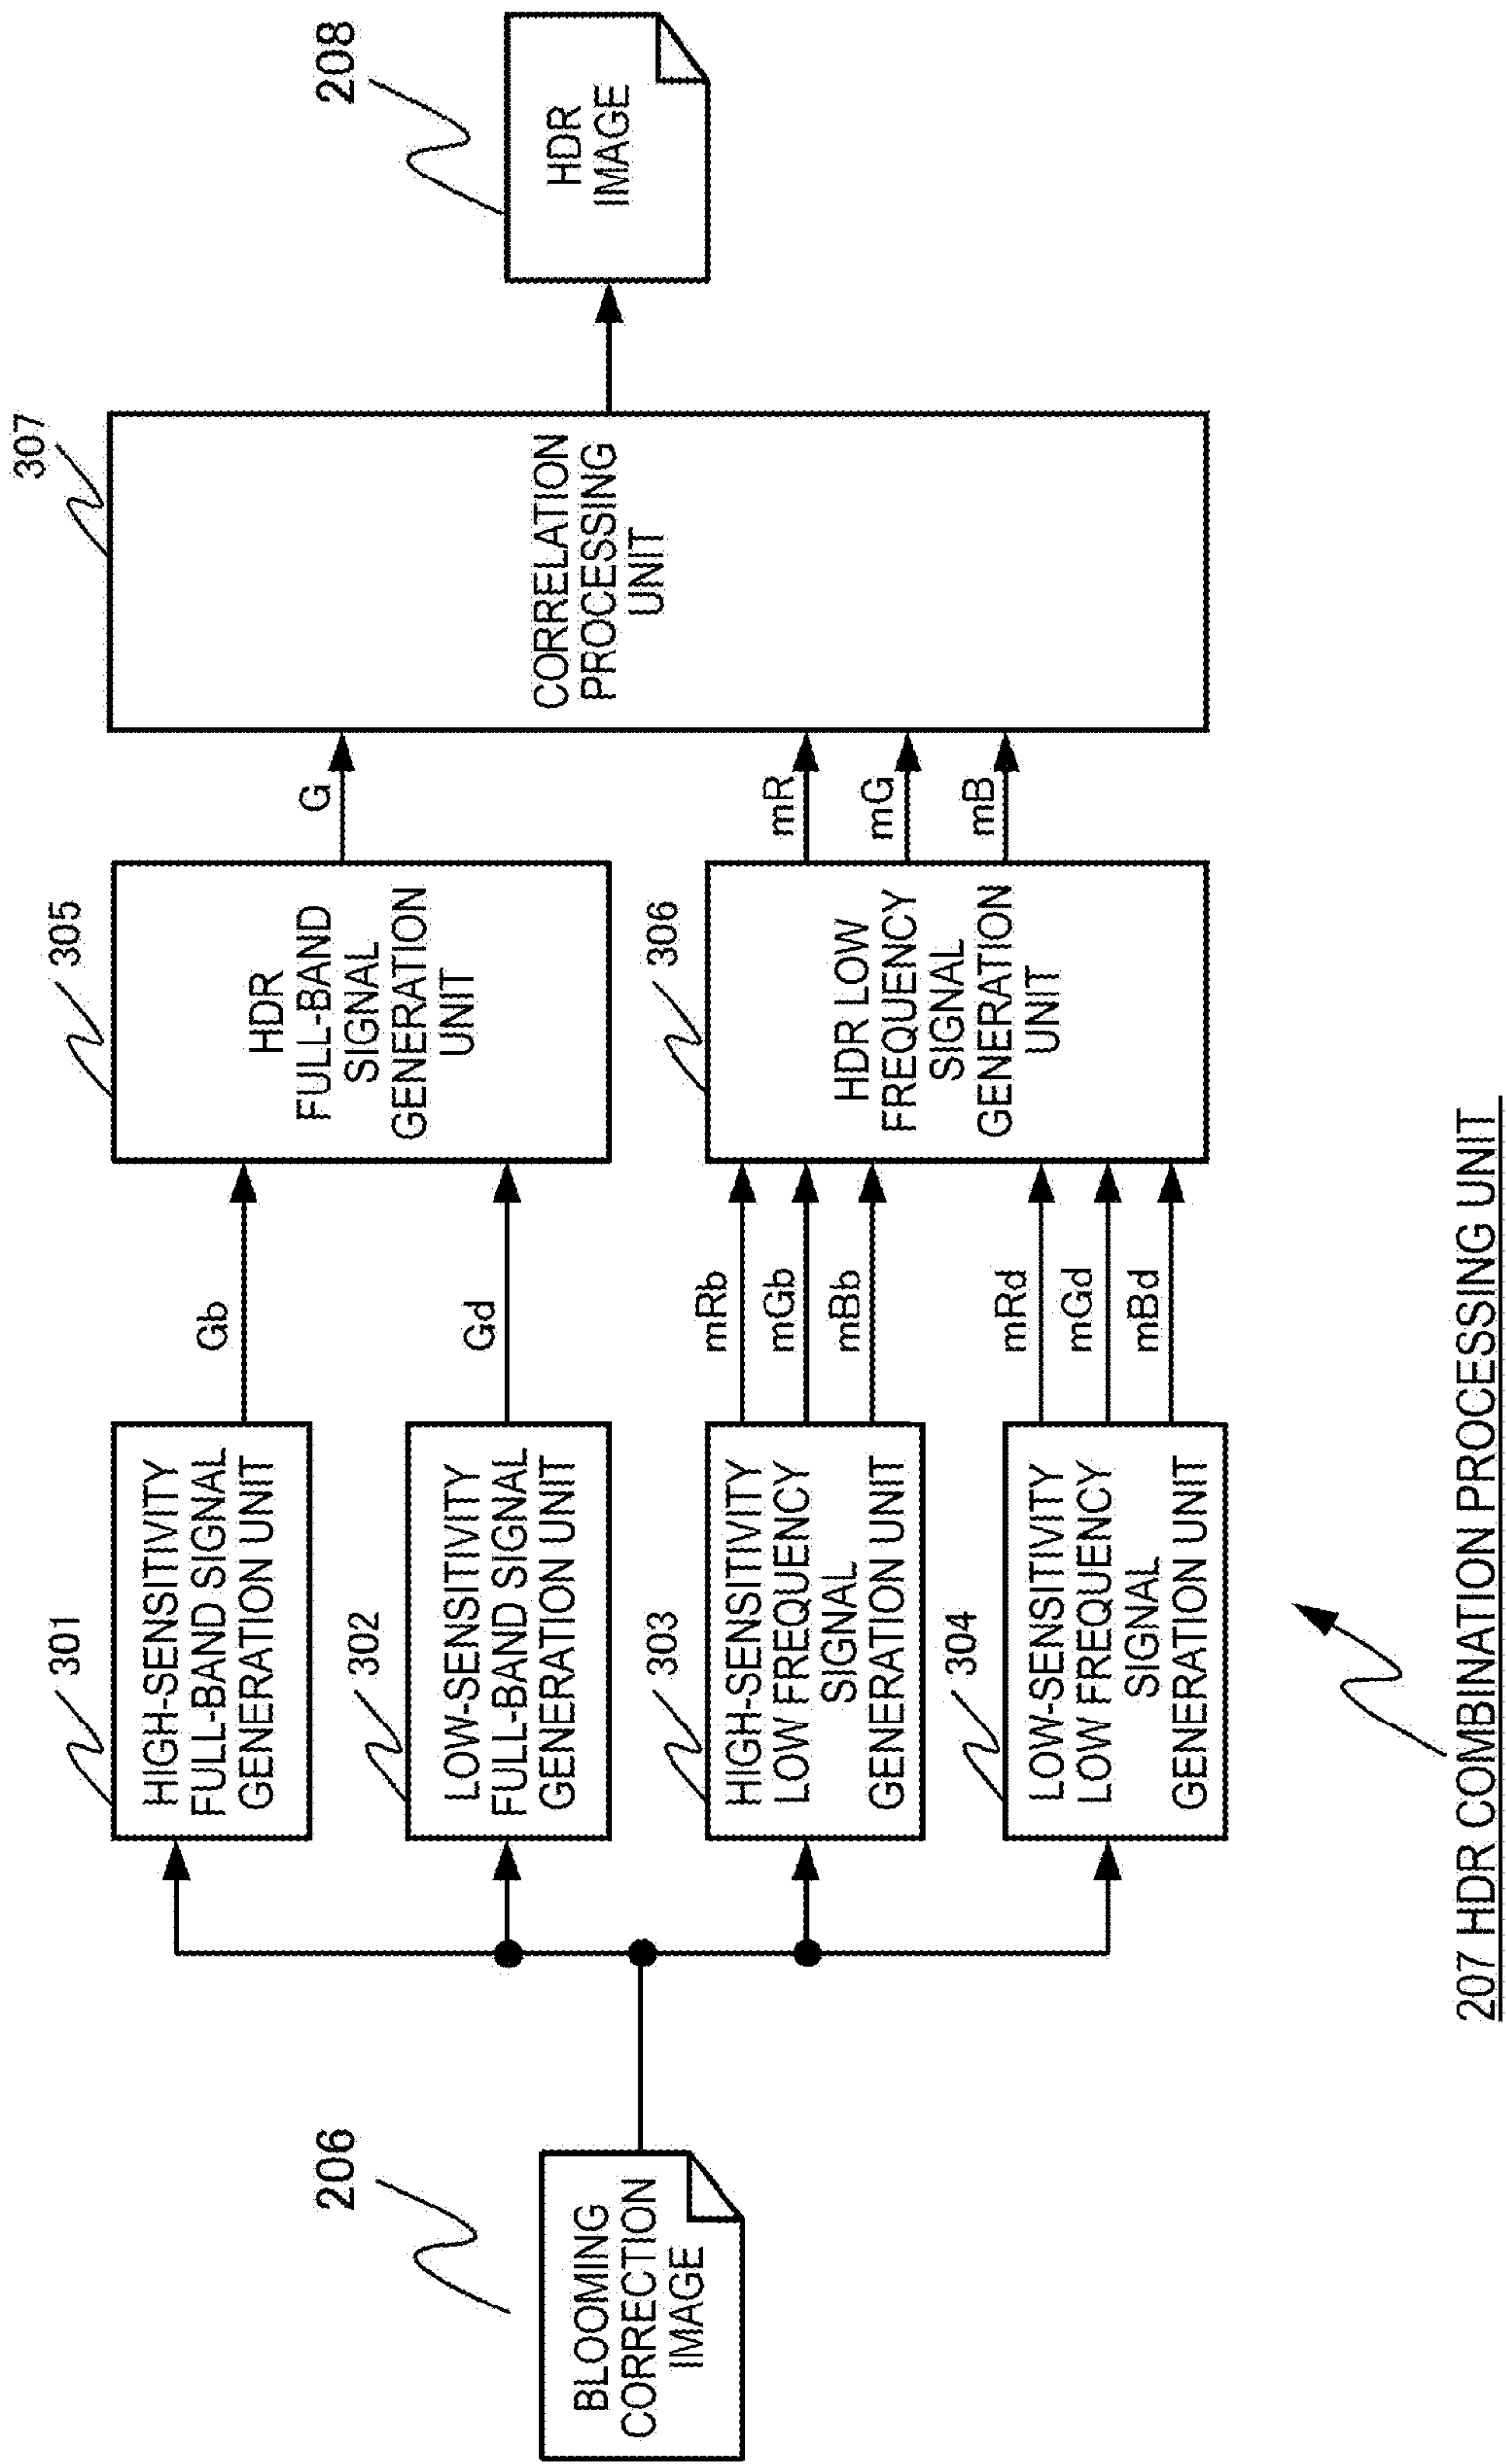 206
BLOOMING
CORRECTION
IMAGE
301
HIGH-SENSITIVITY
FULL-BAND SIGNAL
GENERATION UNIT
302
LOW-SENSITIVITY
FULL-BAND SIGNAL
GENERATION UNIT
303
HIGH-SENSITIVITY
LOW FREQUENCY
SIGNAL
GENERATION UNIT
304
LOW-SENSITIVITY
LOW FREQUENCY
SIGNAL
GENERATION UNIT
Gb
Gd
mRb
mGb
mBb
mRd
mGd
mBd
305
HDR
FULL-BAND
SIGNAL
GENERATION
UNIT
306
HDR LOW
FREQUENCY
SIGNAL
GENERATION
UNIT
G
mR
mG
mB
307
CORRELATION
PROCESSING
UNIT
208
HDR
IMAGE
207 HDR COMBINATION PROCESSING UNIT